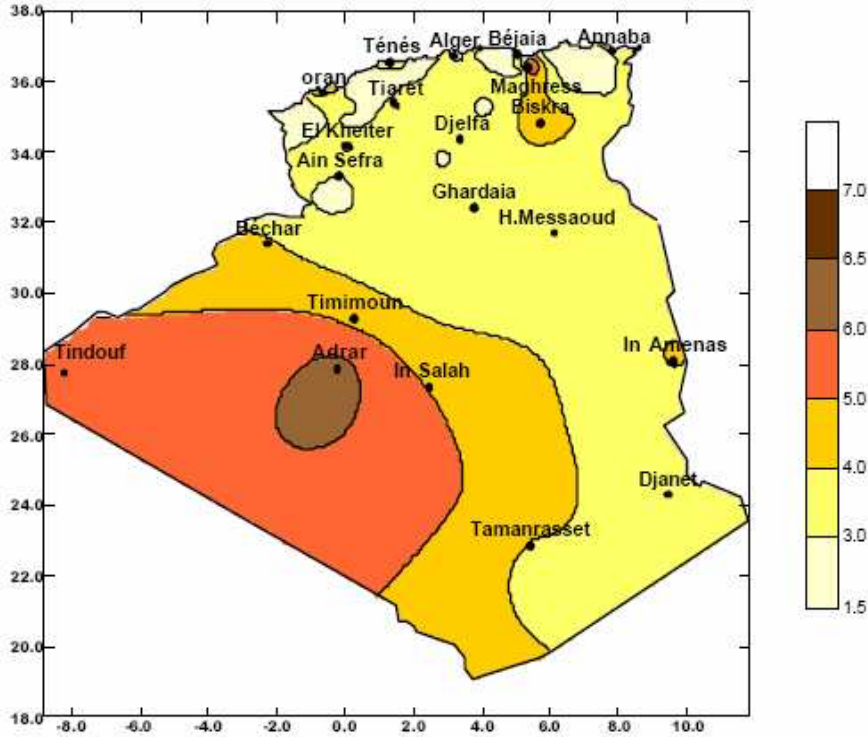 38.0
36.0
34.0
32.0
30.0
28.0
26.0
24.0
22.0
20.0
18.0
-8.0 -6.0 -4.0 -2.0 0.0 2.0 4.0 6.0 8.0 10.0
Ténés Alger Béjaia Annaba
oran Tiaret Maghress
Biskra
El Kheiter Djelfa
Ain Sefra
Ghardaia
H.Messaoud
Bechar
Timimoun
Tindouf Adrar In Salah In Amenas
Djanet
Tamanrasset
7.0
6.5
6.0
5.0
4.0
3.0
1.5